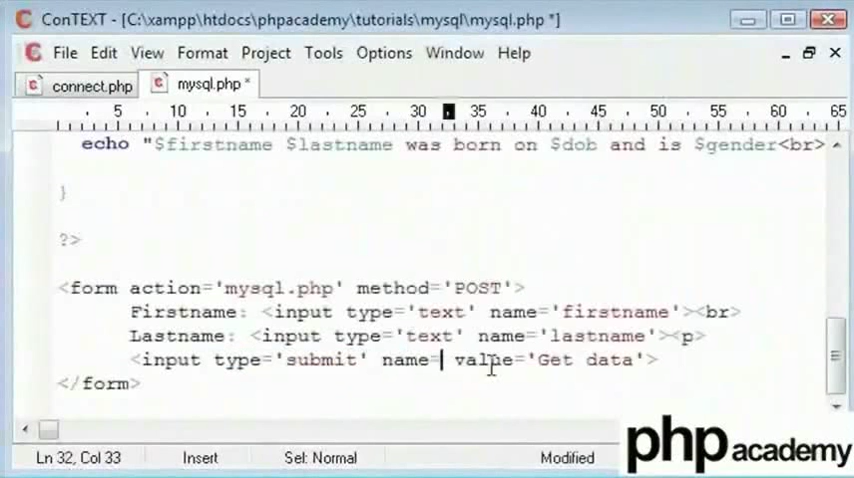 ConTEXT - [C:\xampp\htdocs\phpacademy\tutorials\mysql\mysql.php *]
File Edit View Format Project Tools Options Window Help
connect.php mysql.php *
5 10 15 20 25 30 35 40 45 50 55 60 65
echo "$firstname $lastname was born on $dob and is $gender<br>
}
?>
<form action='mysql.php' method='POST'>
Firstname: <input type='text' name='firstname'><br>
Lastname: <input type='text' name='lastname'><p>
<input type='submit' name= value='Get data'>
</form>
Ln 32, Col 33 Insert Sel: Normal Modified
php academy